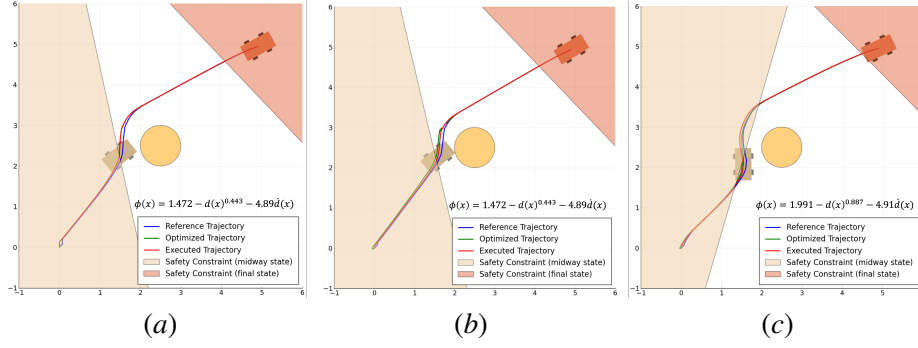 6
5
4
3
2
1
0
−1
−1 0 1 2 3 4 5 6
ϕ(x) = 1.472 − d(x)^0.443 − 4.89ḋ(x)
Reference Trajectory
Optimized Trajectory
Executed Trajectory
Safety Constraint (midway state)
Safety Constraint (final state)
(a)
6
5
4
3
2
1
0
−1
−1 0 1 2 3 4 5 6
ϕ(x) = 1.472 − d(x)^0.443 − 4.89ḋ(x)
Reference Trajectory
Optimized Trajectory
Executed Trajectory
Safety Constraint (midway state)
Safety Constraint (final state)
(b)
6
5
4
3
2
1
0
−1
−1 0 1 2 3 4 5 6
ϕ(x) = 1.991 − d(x)^0.887 − 4.91ḋ(x)
Reference Trajectory
Optimized Trajectory
Executed Trajectory
Safety Constraint (midway state)
Safety Constraint (final state)
(c)